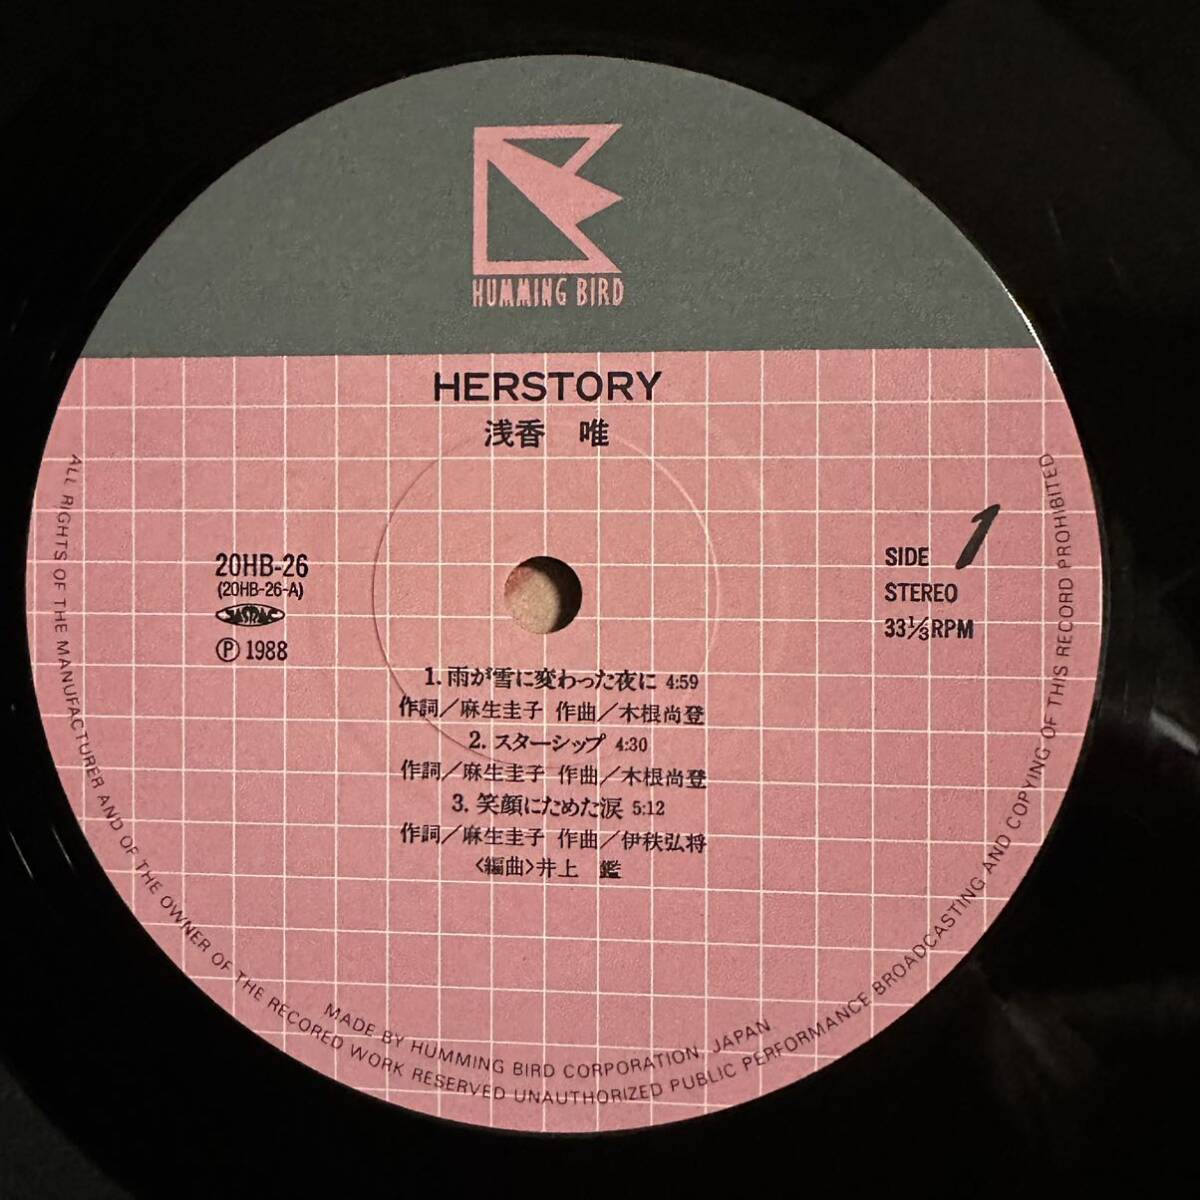 HUMMING BIRD
HERSTORY
浅香 唯
20HB-26
(20HB-26-A)
JASRAC
Ⓟ 1988
SIDE 1
STEREO
33 1/3 RPM
1. 雨が雪に変わった夜に 4:59
作詞/麻生圭子 作曲/木根尚登
2. スターシップ 4:30
作詞/麻生圭子 作曲/木根尚登
3. 笑顔にためた涙 5:12
作詞/麻生圭子 作曲/伊秩弘将
〈編曲〉井上 鑑
MADE BY HUMMING BIRD CORPORATION, JAPAN
ALL RIGHTS OF THE MANUFACTURER AND OF THE OWNER OF THE RECORED WORK RESERVED UNAUTHORIZED PUBLIC PERFORMANCE BROADCASTING AND COPYING OF THIS RECORD PROHIBITED